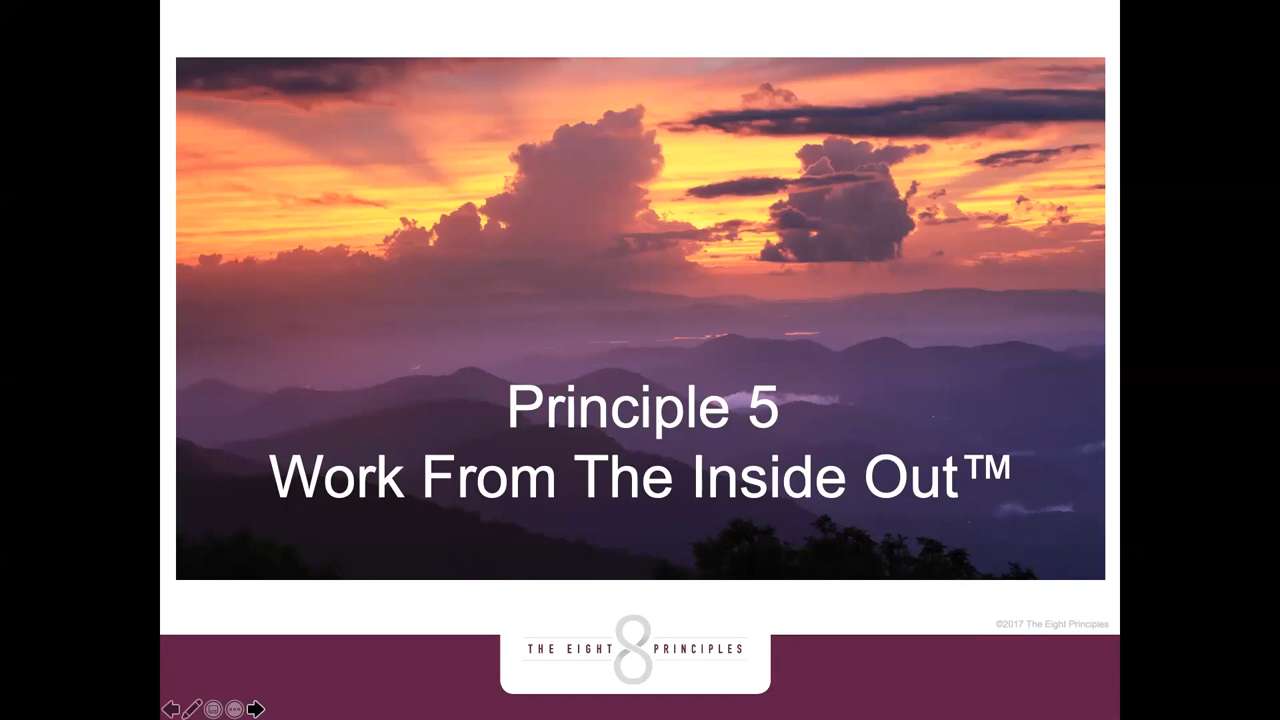 Principle 5
Work From The Inside Out™
©2017 The Eight Principles
THE EIGHT 8 PRINCIPLES